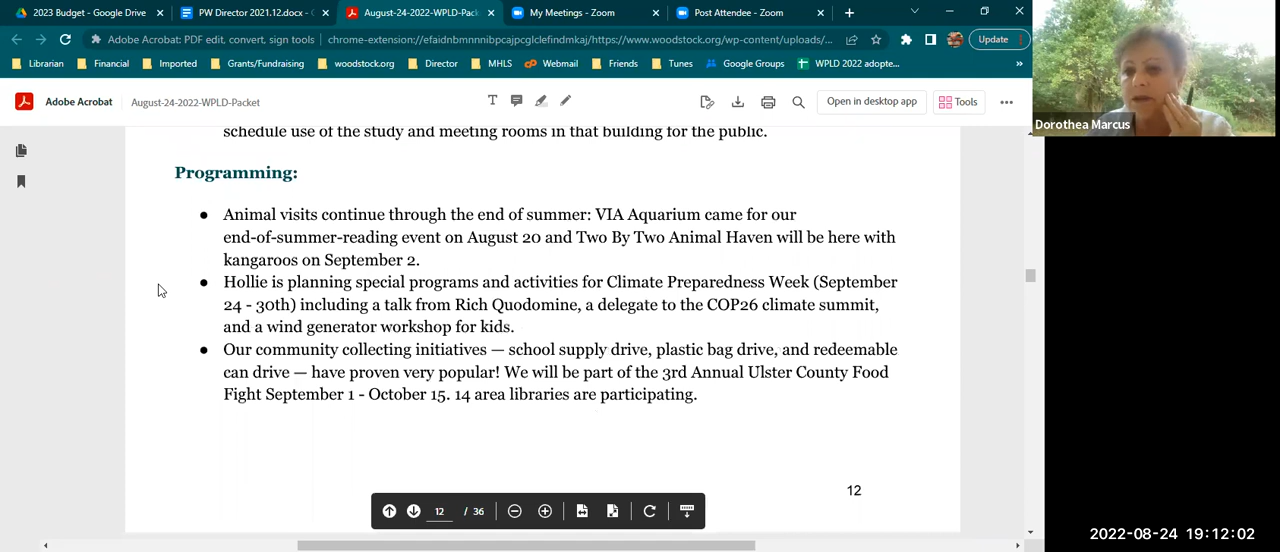 2023 Budget - Google Drive
PW Director 2021.12.docx - G
August-24-2022-WPLD-Pack
My Meetings - Zoom
Post Attendee - Zoom
Adobe Acrobat: PDF edit, convert, sign tools
chrome-extension://efaidnbmnnnibpcajpcglclefindmkaj/https://www.woodstock.org/wp-content/uploads/...
Update
Librarian
Financial
Imported
Grants/Fundraising
woodstock.org
Director
MHLS
Webmail
Friends
Tunes
Google Groups
WPLD 2022 adopte...
»
Adobe Acrobat
August-24-2022-WPLD-Packet
Open in desktop app
Tools
Dorothea Marcus
schedule use of the study and meeting rooms in that building for the public.
Programming:
● Animal visits continue through the end of summer: VIA Aquarium came for our
end-of-summer-reading event on August 20 and Two By Two Animal Haven will be here with
kangaroos on September 2.
● Hollie is planning special programs and activities for Climate Preparedness Week (September
24 - 30th) including a talk from Rich Quodomine, a delegate to the COP26 climate summit,
and a wind generator workshop for kids.
● Our community collecting initiatives — school supply drive, plastic bag drive, and redeemable
can drive — have proven very popular! We will be part of the 3rd Annual Ulster County Food
Fight September 1 - October 15. 14 area libraries are participating.
12
12 / 36
2022-08-24 19:12:02